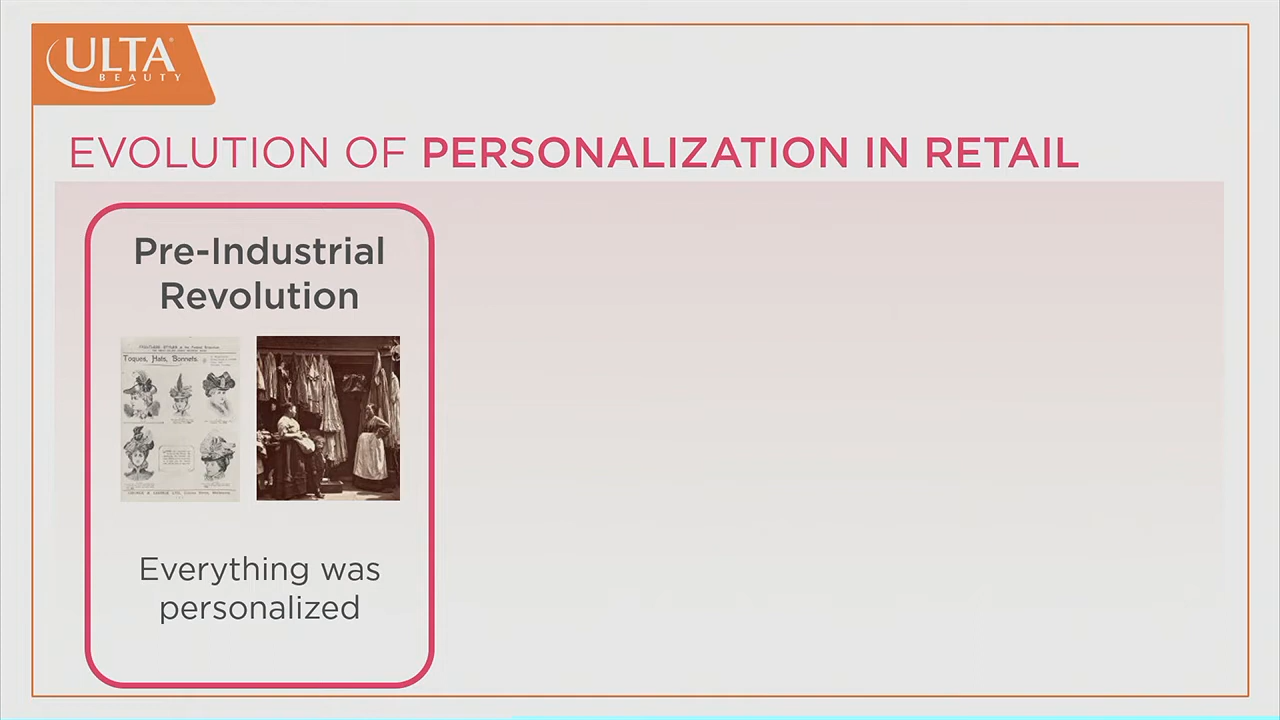 ULTA
BEAUTY
EVOLUTION OF PERSONALIZATION IN RETAIL
Pre-Industrial
Revolution
Toques, Hats, Bonnets.
Everything was
personalized